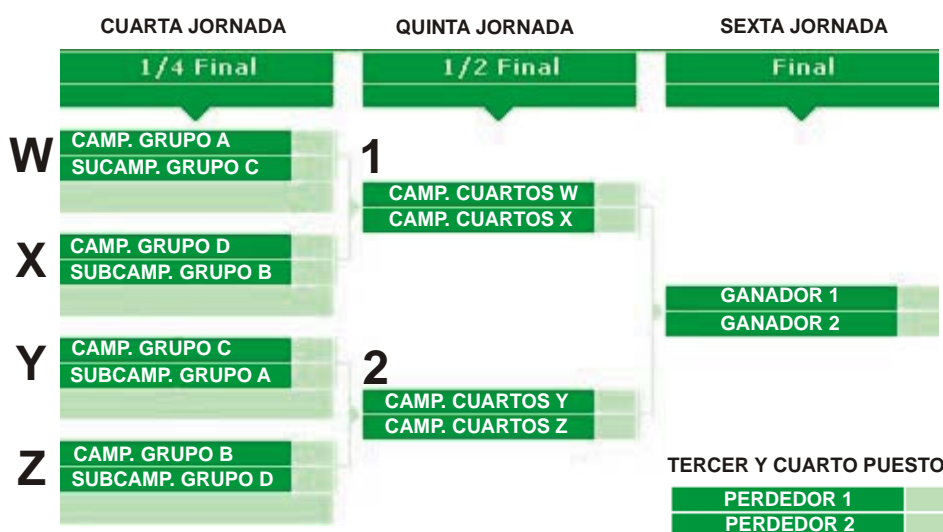 CUARTA JORNADA
QUINTA JORNADA
SEXTA JORNADA
1/4 Final
1/2 Final
Final
W
CAMP. GRUPO A
SUCAMP. GRUPO C
1
CAMP. CUARTOS W
CAMP. CUARTOS X
X
CAMP. GRUPO D
SUBCAMP. GRUPO B
GANADOR 1
GANADOR 2
Y
CAMP. GRUPO C
SUBCAMP. GRUPO A
2
CAMP. CUARTOS Y
CAMP. CUARTOS Z
Z
CAMP. GRUPO B
SUBCAMP. GRUPO D
TERCER Y CUARTO PUESTO
PERDEDOR 1
PERDEDOR 2